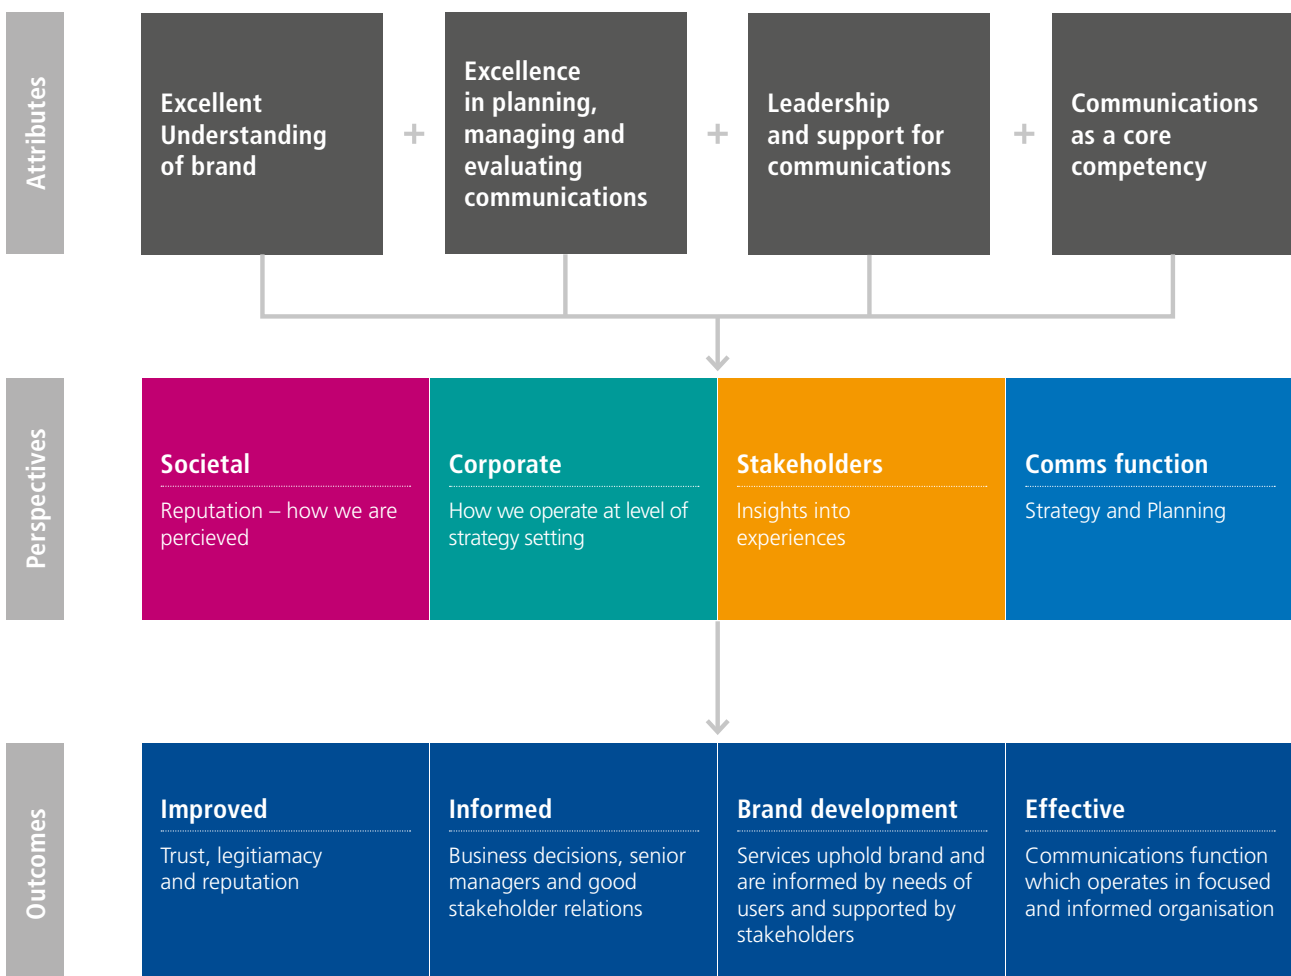 Attributes
Excellent
Understanding
of brand
+
Excellence
in planning,
managing and
evaluating
communications
+
Leadership
and support for
communications
+
Communications
as a core
competency
Perspectives
Societal
Reputation – how we are
percieved
Corporate
How we operate at level of
strategy setting
Stakeholders
Insights into
experiences
Comms function
Strategy and Planning
Outcomes
Improved
Trust, legitiamacy
and reputation
Informed
Business decisions, senior
managers and good
stakeholder relations
Brand development
Services uphold brand and
are informed by needs of
users and supported by
stakeholders
Effective
Communications function
which operates in focused
and informed organisation